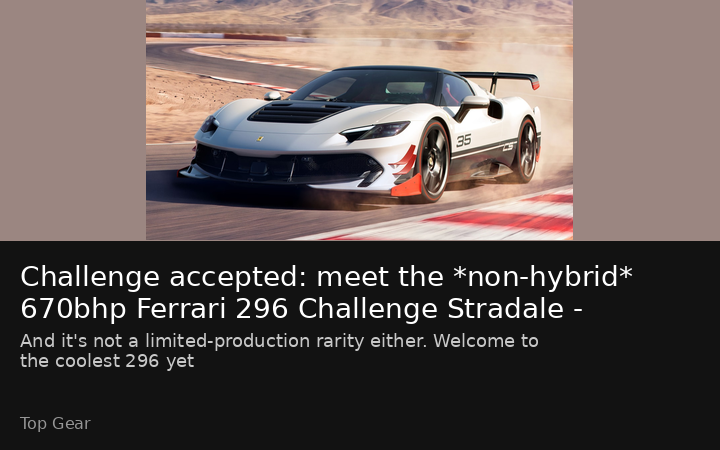 35
Challenge accepted: meet the *non-hybrid*
670bhp Ferrari 296 Challenge Stradale -
And it's not a limited-production rarity either. Welcome to
the coolest 296 yet
Top Gear